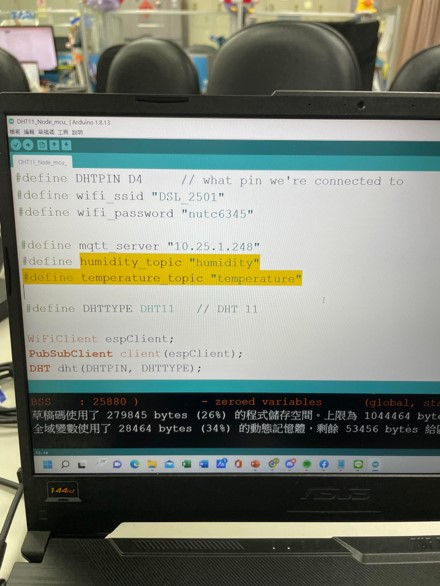 DHT11_Node_mcu_ | Arduino 1.8.13
檔案 編輯 草稿碼 工具 說明
DHT11_Node_mcu_
#define DHTPIN D4 // what pin we're connected to
#define wifi_ssid "DSL_2501"
#define wifi_password "nutc6345"
#define mqtt_server "10.25.1.248"
#define humidity_topic "humidity"
#define temperature_topic "temperature"
#define DHTTYPE DHT11 // DHT 11
WiFiClient espClient;
PubSubClient client(espClient);
DHT dht(DHTPIN, DHTTYPE);
BSS : 25880 ) - zeroed variables (global, sta
草稿碼使用了 279845 bytes (26%) 的程式儲存空間。上限為 1044464 byt
全域變數使用了 28464 bytes (34%) 的動態記憶體，剩餘 53456 bytes 給區
144Hz
ASUS